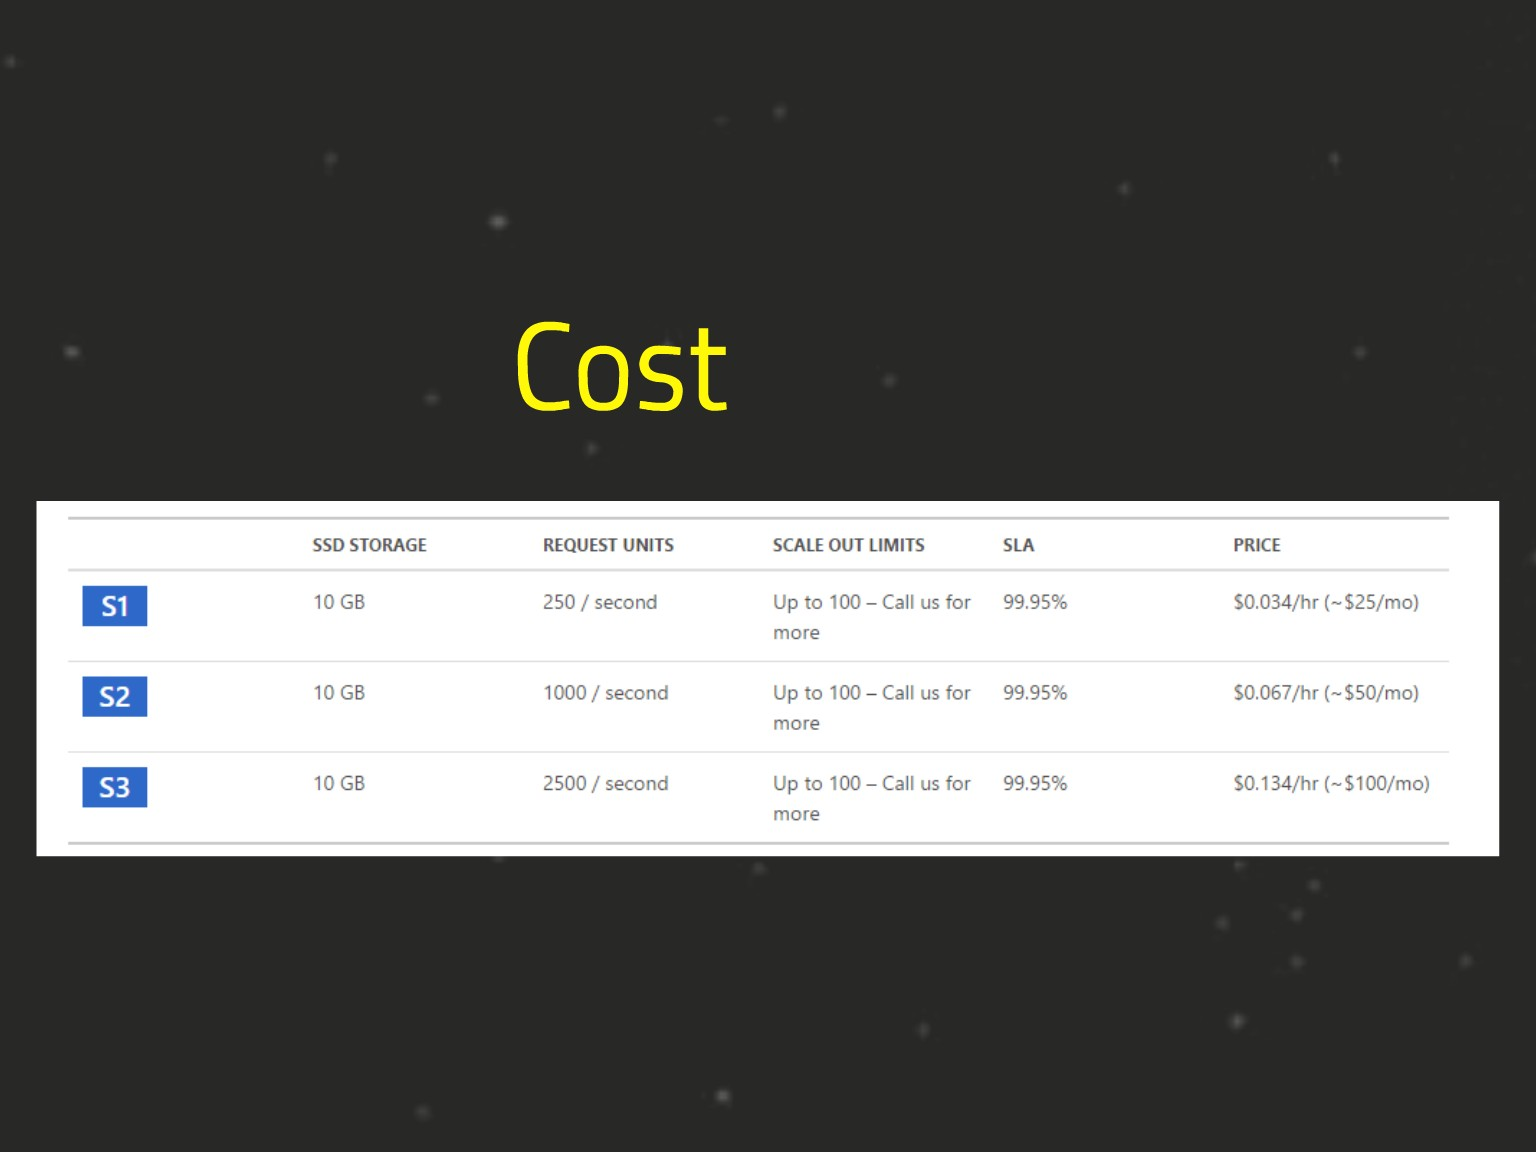 Cost
SSD STORAGE REQUEST UNITS SCALE OUT LIMITS SLA PRICE
S1 10 GB 250 / second Up to 100 – Call us for 99.95% $0.034/hr (~$25/mo)
more
S2 10 GB 1000 / second Up to 100 – Call us for 99.95% $0.067/hr (~$50/mo)
more
S3 10 GB 2500 / second Up to 100 – Call us for 99.95% $0.134/hr (~$100/mo)
more